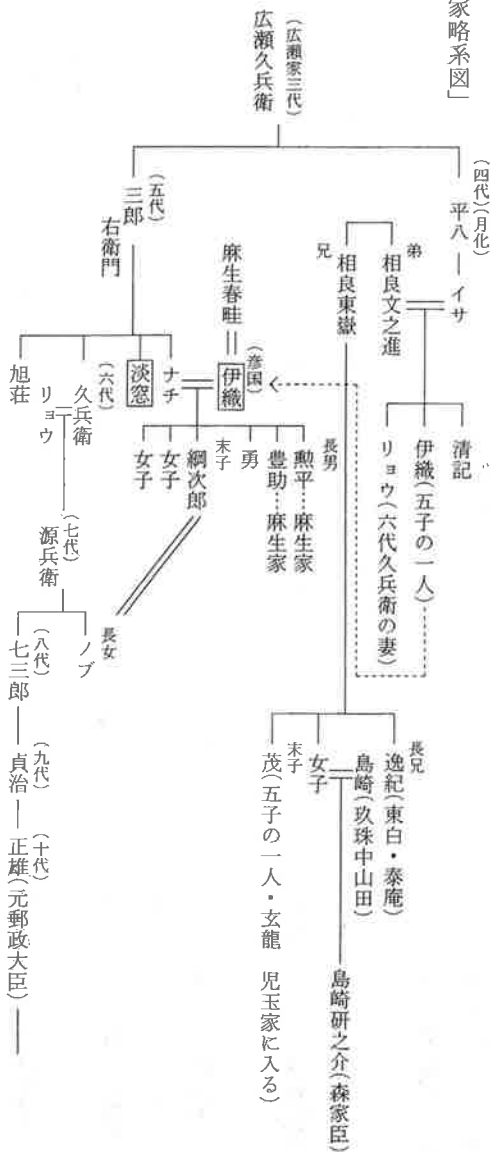 家略系図」
(四代)(月化)
平八
イサ
(広瀬家三代)
広瀬久兵衛
弟
相良文之進
兄
相良東嶽
清記
伊織(五子の一人)
リョウ(六代久兵衛の妻)
(五代)
三郎右衛門
麻生春畦
(彦国)
伊織
ナチ
淡窓
(六代)
久兵衛
リョウ
旭荘
長男
勲平…麻生家
豊助…麻生家
勇
末子
綱次郎
女子
女子
(七代)
源兵衛
長女
ノブ
(八代)
七三郎
(九代)
貞治
(十代)
正雄(元郵政大臣)
長兄
逸紀(東白・泰庵)
島崎(玖珠中山田)
女子
末子
茂(五子の一人・玄龍 児玉家に入る)
島崎研之介(森家臣)